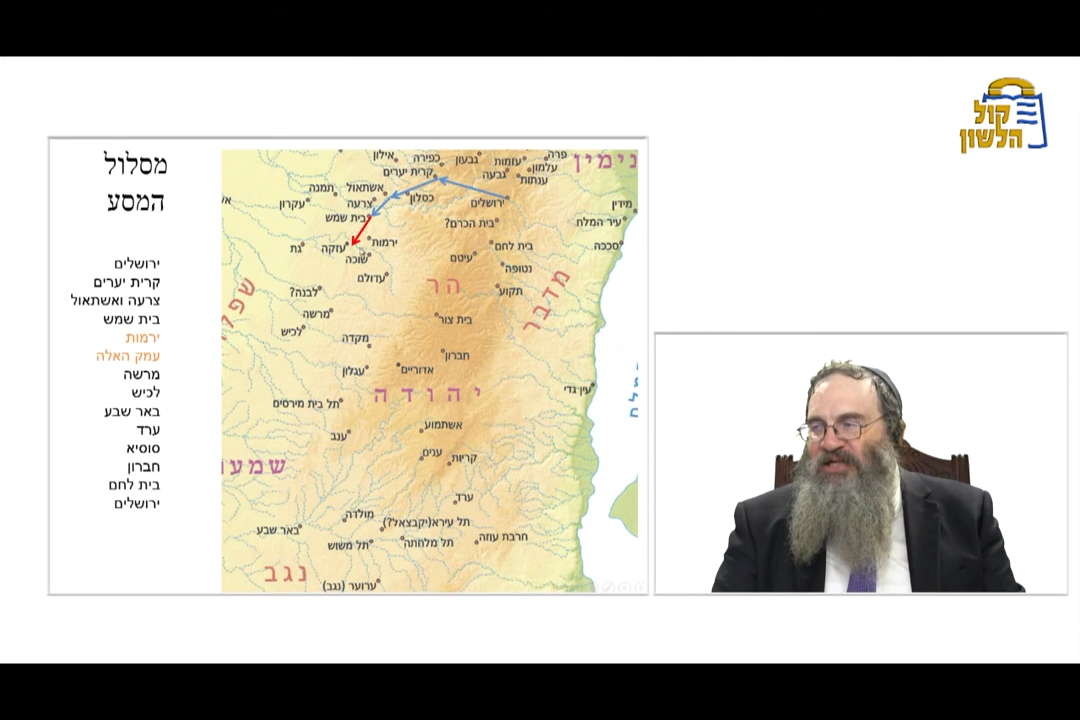 קול
הלשון
מסלול
המסע
ירושלים
קרית יערים
צרעה ואשתאול
בית שמש
ירמות
עמק האלה
מרשה
לכיש
באר שבע
ערד
סוסיא
חברון
בית לחם
ירושלים
נימין
פרה
עזמות
גבעון
כפירה
אילון
עלמון
גבעה
קרית יערים
ענתות
אשתאול
תמנה
ירושלים
כסלון
צרעה
עקרון
מידין
בית שמש
עיר המלח
בית הכרם?
סככה
בית לחם
ירמות
עזקה
גת
שוכה
עיטם
נטופה
עדולם
מדבר
הר
תקוע
לבנה?
מרשה
בית צור
לכיש
מקדה
חברון
אדוריים
עגלון
עין גדי
יהודה
תל בית מירסים
אשתמוע
ענב
ענים
קריות
שמעו
ערד
מולדה
תל עירא(יקבצאל?)
באר שבע
חרבת עוזה
תל מלחתה
תל משוש
נגב
ערוער (נגב)